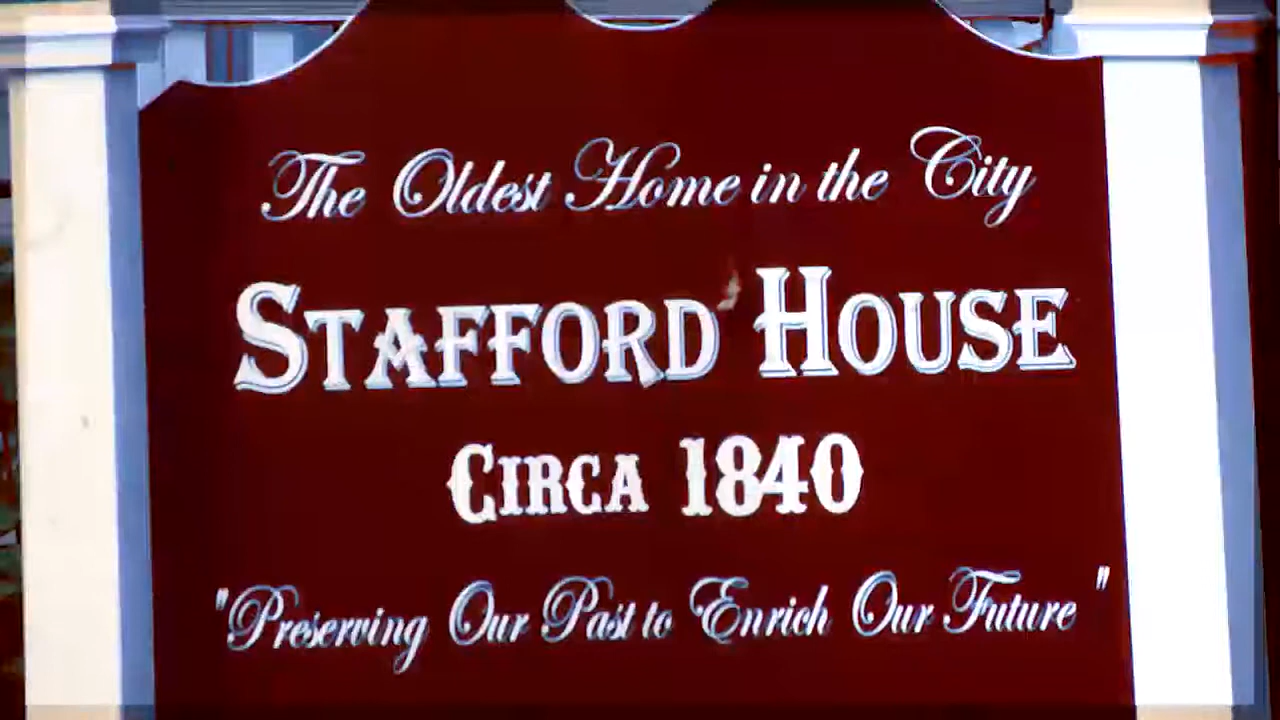 The Oldest Home in the City
STAFFORD HOUSE
CIRCA 1840
"Preserving Our Past to Enrich Our Future"